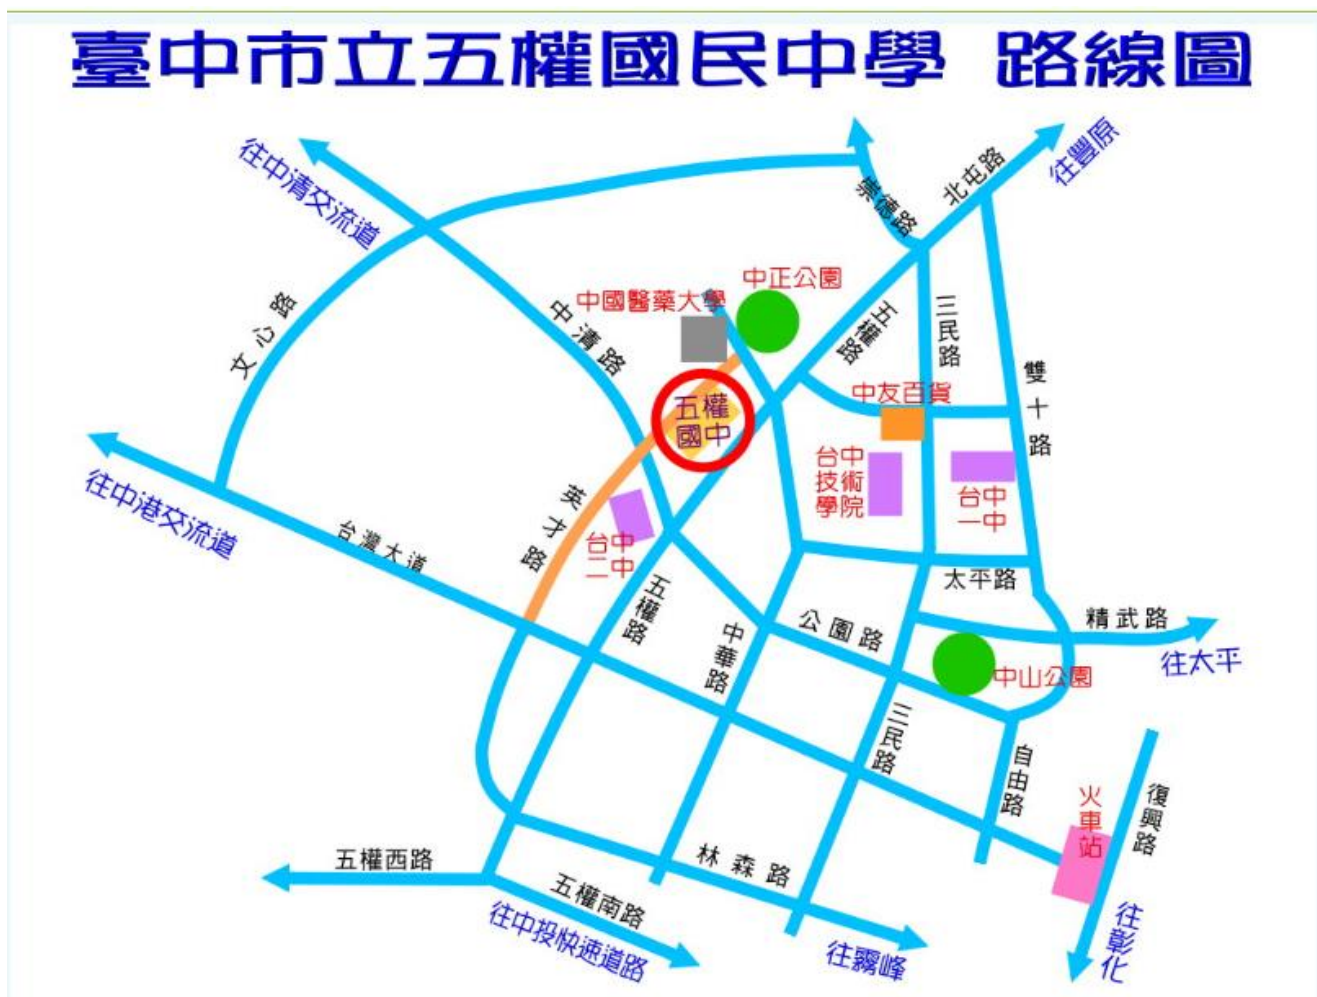 臺中市立五權國民中學 路線圖
往中清交流道
崇德路
北屯路
往豐原
中正公園
中國醫藥大學
文心路
中清路
五權路
三民路
雙十路
中友百貨
五權
國中
台中
技術
學院
台中
一中
往中港交流道
台灣大道
英才路
台中
二中
五權路
太平路
中華路
公園路
精武路
往太平
中山公園
三民路
自由路
火車站
復興路
五權西路
林森路
五權南路
往中投快速道路
往霧峰
往彰化